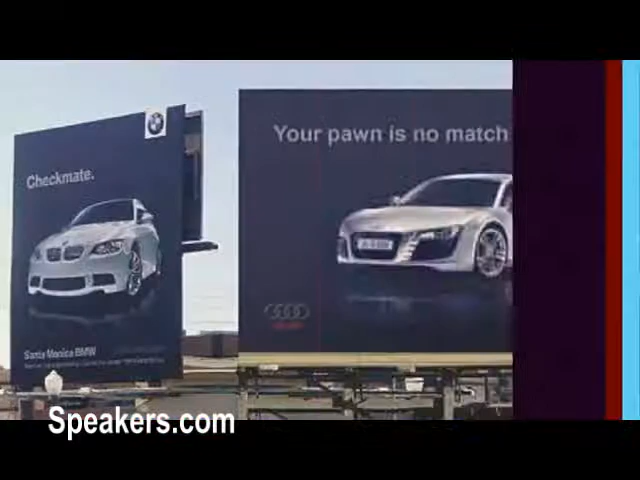 Checkmate.
Santa Monica BMW
Your pawn is no match
Speakers.com